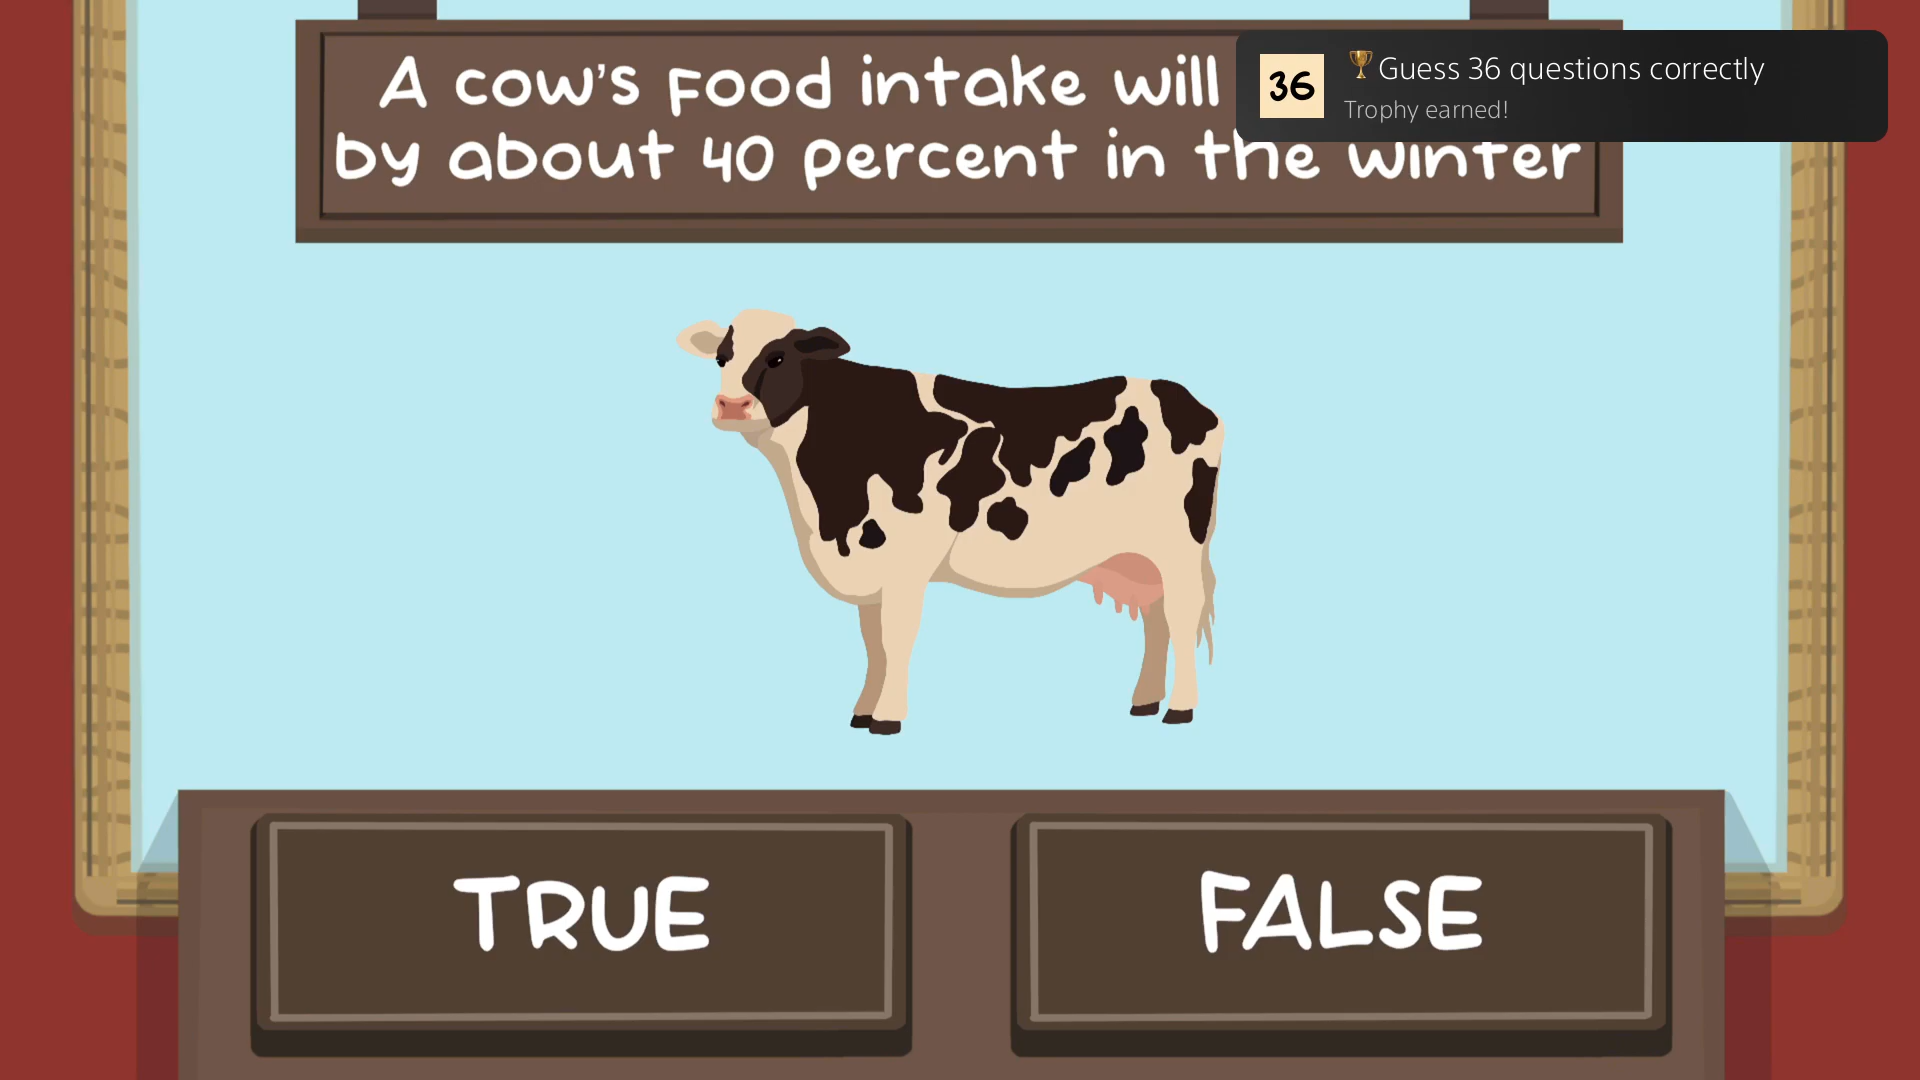 A cow's food intake will
by about 40 percent in the winter
36
Guess 36 questions correctly
Trophy earned!
TRUE
FALSE